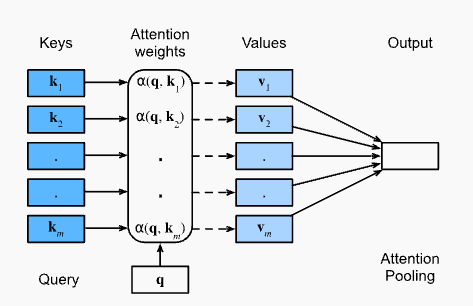 Keys
Attention
weights
Values
Output
k₁
α(q, k₁)
v₁
k₂
α(q, k₂)
v₂
.
.
.
.
.
.
kₘ
α(q, kₘ)
vₘ
Query
q
Attention
Pooling